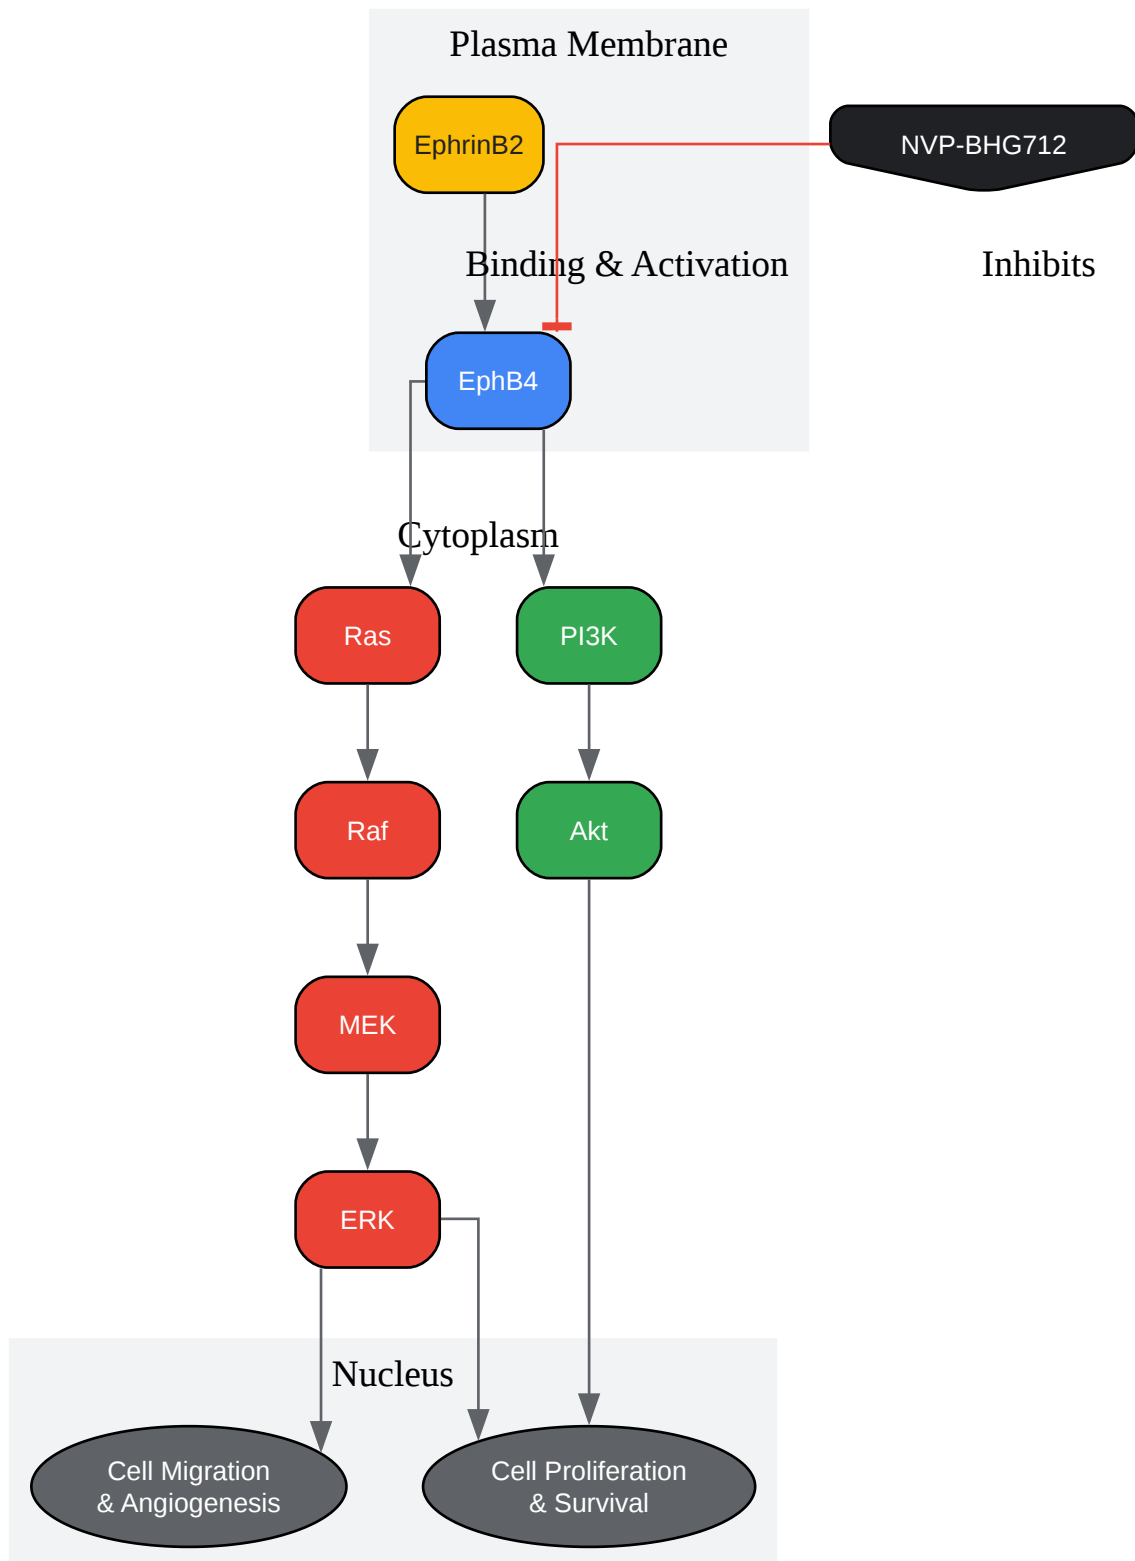 Plasma Membrane
EphrinB2
NVP-BHG712
Binding & Activation
Inhibits
EphB4
Cytoplasm
Ras
PI3K
Raf
Akt
MEK
ERK
Nucleus
Cell Migration
& Angiogenesis
Cell Proliferation
& Survival